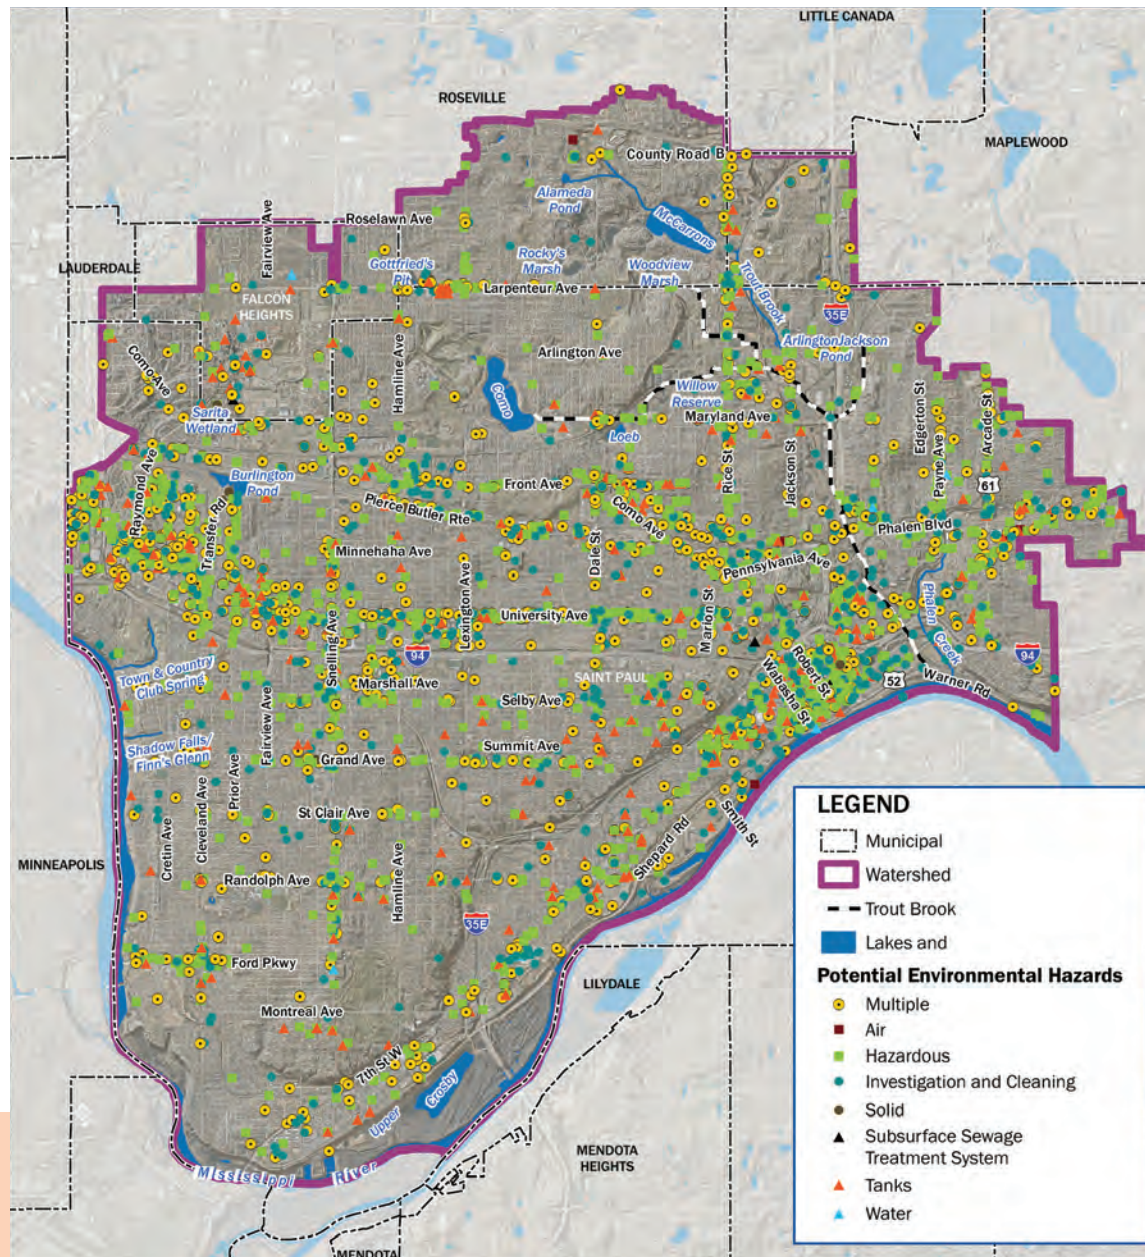 LITTLE CANADA
ROSEVILLE
MAPLEWOOD
County Road B
Alameda
Pond
McCarrons
Fairview Ave
Roselawn Ave
LAUDERDALE
Gottfried's
Pit
Rocky's
Marsh
Woodview
Marsh
Trout Brook
Larpenteur Ave
FALCON
HEIGHTS
35E
Como Ave
Hamline Ave
Arlington Ave
ArlingtonJackson
Pond
Como
Willow
Reserve
Edgerton St
Arcade St
Sarita
Wetland
Maryland Ave
Loeb
Payne Ave
Raymond Ave
Burlington
Pond
Rice St
Jackson St
Transfer Rd
Front Ave
61
Pierce Butler Rte
Como Ave
Phalen Blvd
Minnehaha Ave
Dale St
Pennsylvania Ave
Lexington Ave
University Ave
Marion St
Phalen
Creek
Snelling Ave
94
94
Town & Country
Club Spring
Marshall Ave
SAINT PAUL
Robert St
Wabasha St
52
Warner Rd
Selby Ave
Fairview Ave
Shadow Falls/
Finn's Glenn
Summit Ave
Grand Ave
Prior Ave
Cleveland Ave
St Clair Ave
Smith St
Cretin Ave
Shepard Rd
MINNEAPOLIS
Randolph Ave
Hamline Ave
35E
Ford Pkwy
LILYDALE
Montreal Ave
7th St W
Crosby
Upper
Mississippi River
MENDOTA
HEIGHTS
MENDOTA
LEGEND
Municipal
Watershed
Trout Brook
Lakes and
Potential Environmental Hazards
Multiple
Air
Hazardous
Investigation and Cleaning
Solid
Subsurface Sewage
Treatment System
Tanks
Water